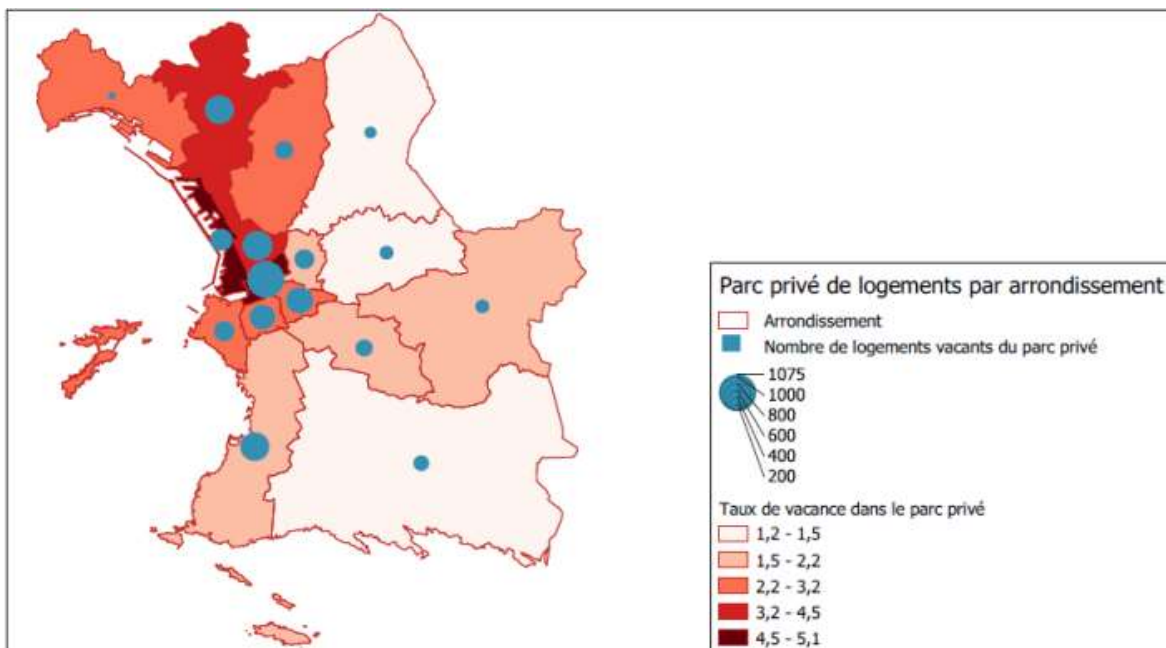 Parc privé de logements par arrondissement
Arrondissement
Nombre de logements vacants du parc privé
1075
1000
800
600
400
200
Taux de vacance dans le parc privé
1,2 - 1,5
1,5 - 2,2
2,2 - 3,2
3,2 - 4,5
4,5 - 5,1